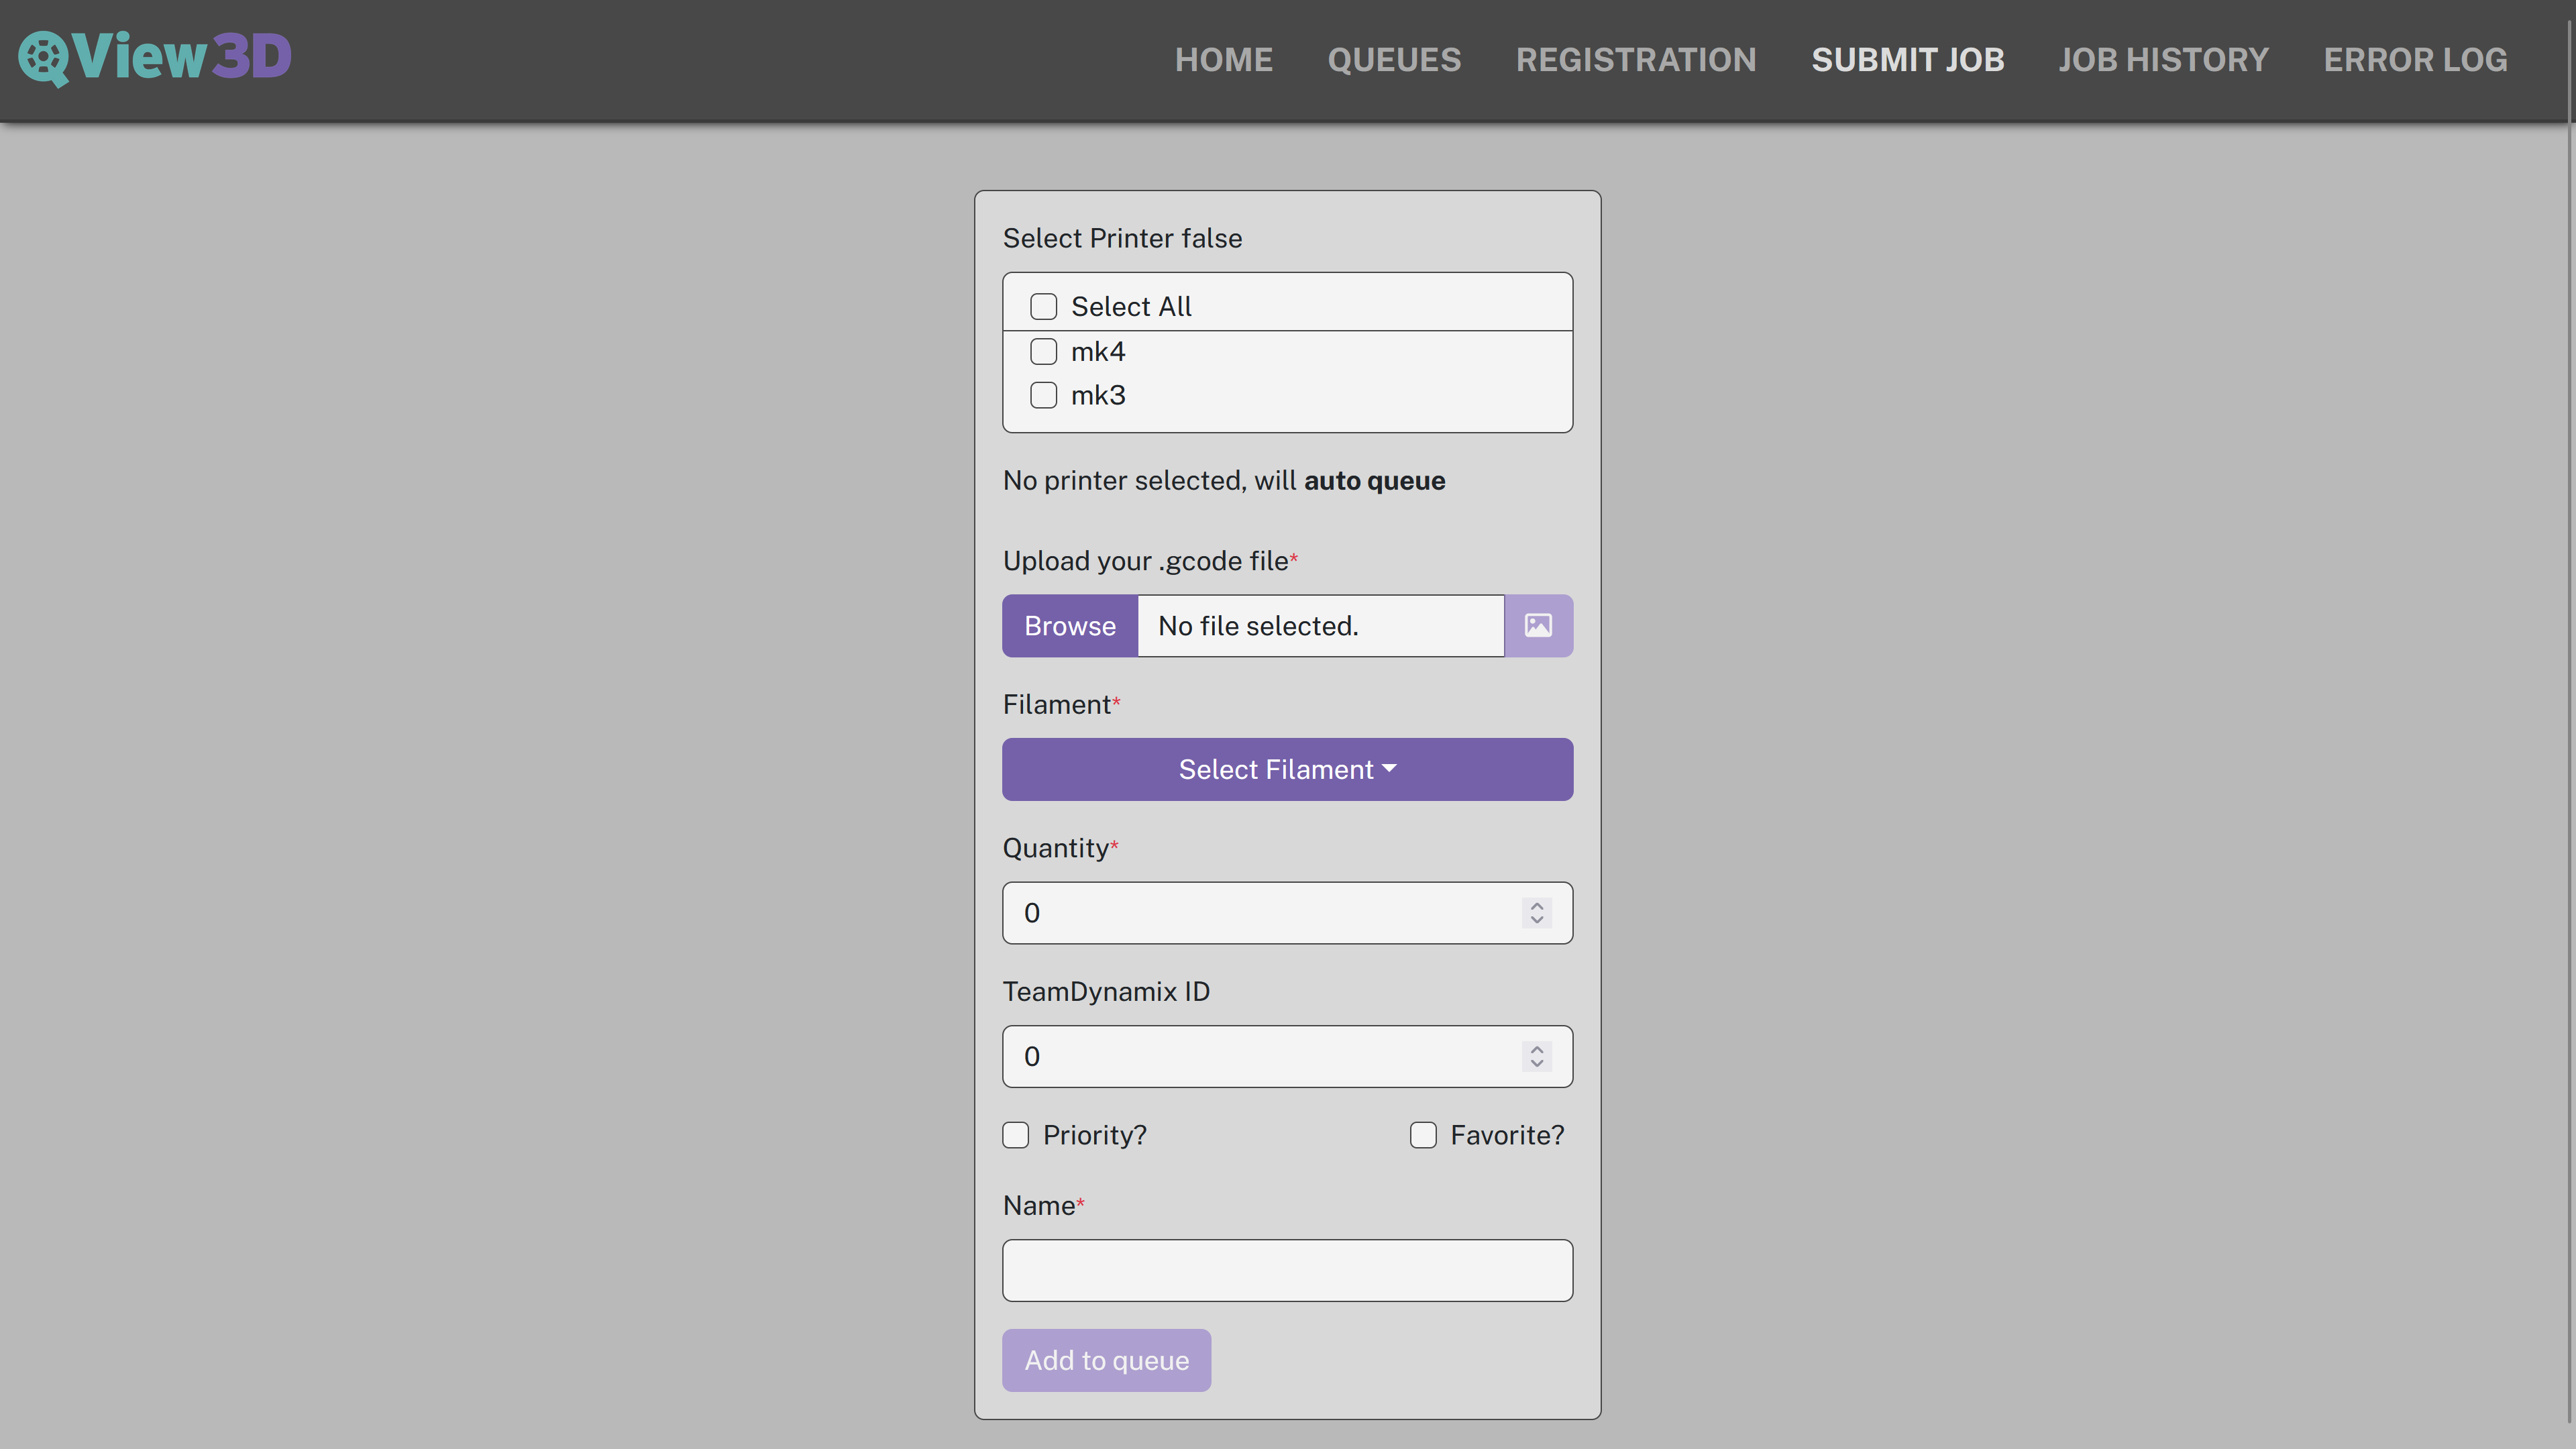 QView3D
HOME QUEUES REGISTRATION SUBMIT JOB JOB HISTORY ERROR LOG
Select Printer false
Select All
mk4
mk3
No printer selected, will auto queue
Upload your .gcode file*
Browse No file selected.
Filament*
Select Filament
Quantity*
0
TeamDynamix ID
0
Priority? Favorite?
Name*
Add to queue